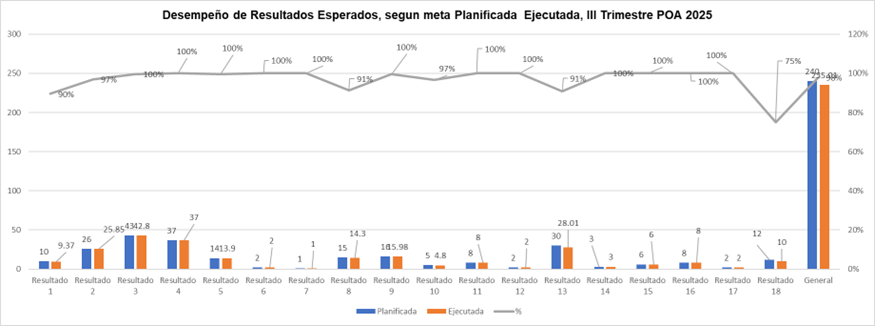 Desempeño de Resultados Esperados, segun meta Planificada Ejecutada, III Trimestre POA 2025
300
250
200
150
100
50
0
120%
100%
80%
60%
40%
20%
0%
90%
97%
100%
100%
100%
100%
100%
91%
100%
97%
100%
100%
91%
100%
100%
100%
100%
75%
98%
10 9.37
26 25.85
43 42.8
37 37
14 13.9
2 2
1 1
15 14.3
16 15.98
5 4.8
8 8
2 2
30 28.01
3 3
6 6
8 8
2 2
12 10
240 235.01
Resultado 1
Resultado 2
Resultado 3
Resultado 4
Resultado 5
Resultado 6
Resultado 7
Resultado 8
Resultado 9
Resultado 10
Resultado 11
Resultado 12
Resultado 13
Resultado 14
Resultado 15
Resultado 16
Resultado 17
Resultado 18
General
Planificada Ejecutada %